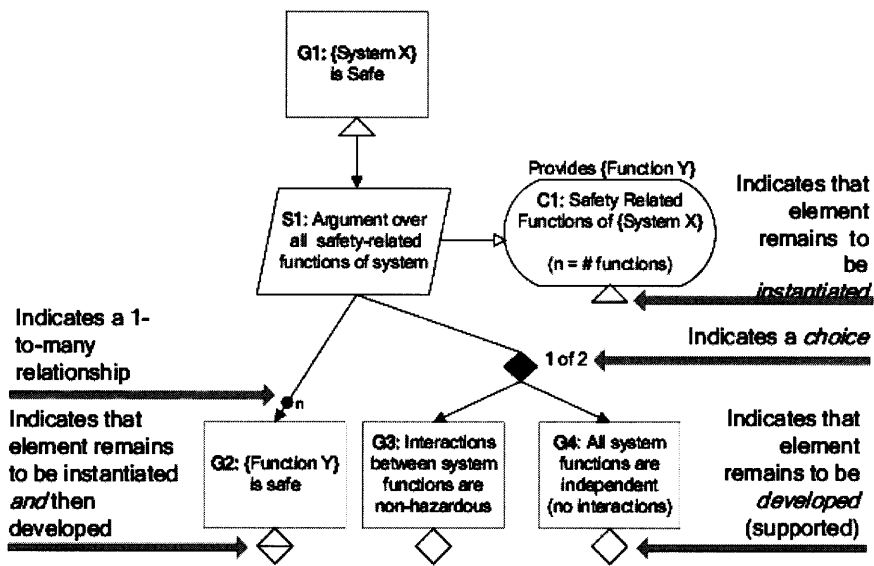 G1: {System X}
is Safe
Provides {Function Y}
C1: Safety Related
Functions of {System X}
(n = # functions)
Indicates that
element
remains to
be
instantiated
S1: Argument over
all safety-related
functions of system
Indicates a 1-
to-many
relationship
Indicates a choice
1 of 2
n
Indicates that
element remains
to be instantiated
and then
developed
G2: {Function Y}
is safe
G3: Interactions
between system
functions are
non-hazardous
G4: All system
functions are
independent
(no interactions)
Indicates that
element
remains to be
developed
(supported)